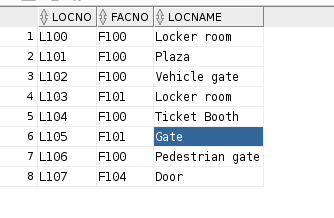 LOCNO FACNO LOCNAME
1 L100 F100 Locker room
2 L101 F100 Plaza
3 L102 F100 Vehicle gate
4 L103 F101 Locker room
5 L104 F100 Ticket Booth
6 L105 F101 Gate
7 L106 F100 Pedestrian gate
8 L107 F104 Door